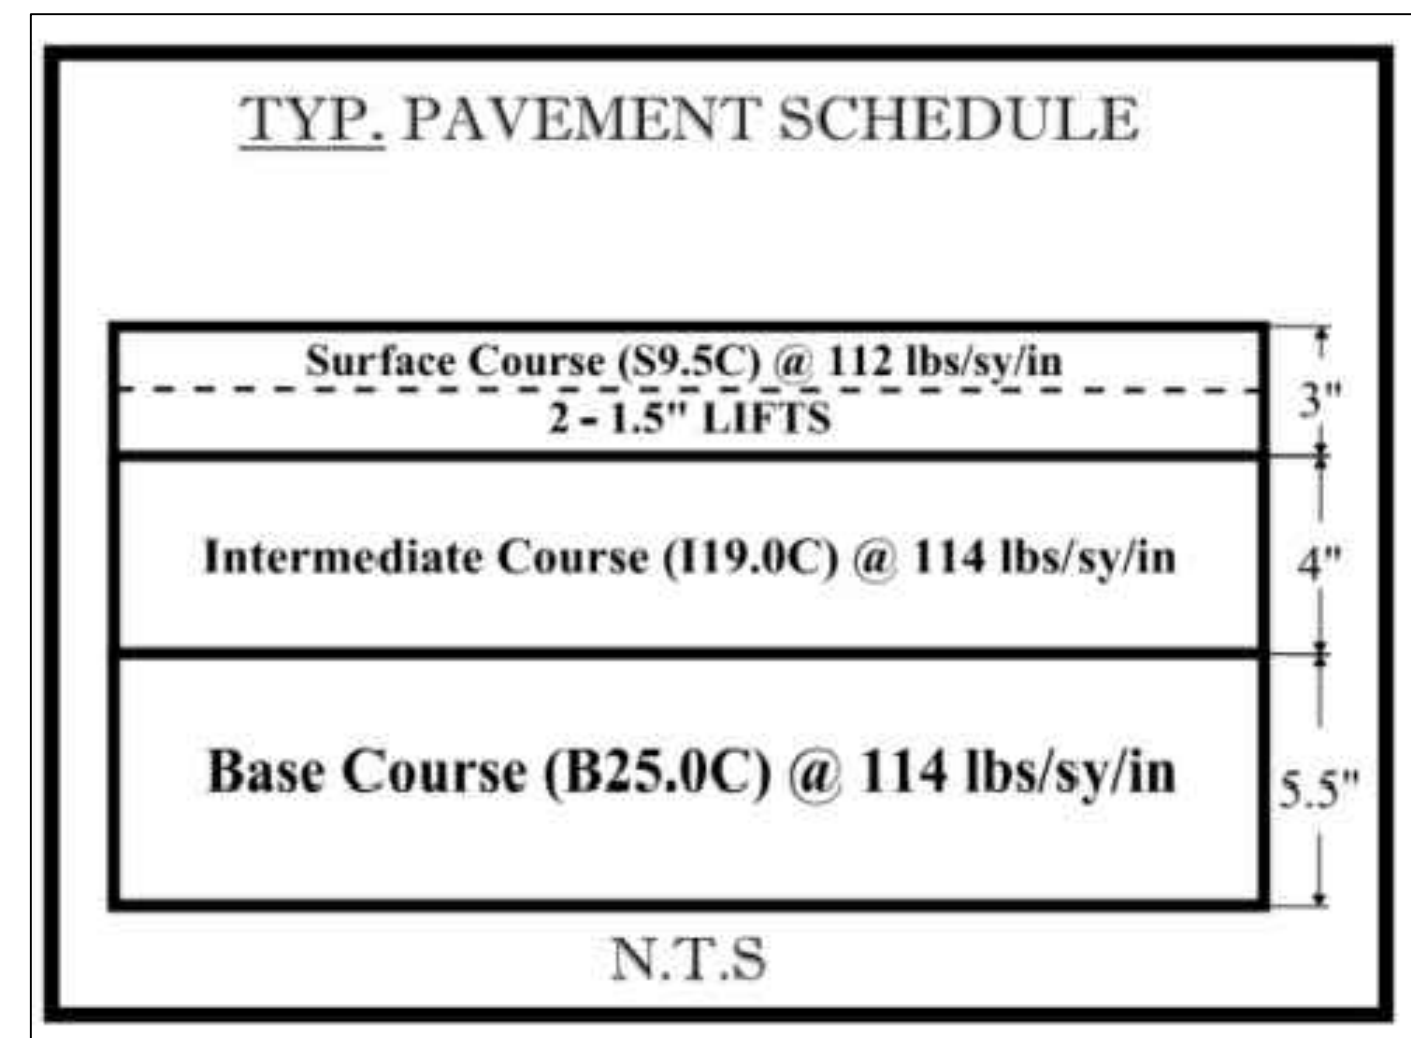 TYP. PAVEMENT SCHEDULE
Surface Course (S9.5C) @ 112 lbs/sy/in
2 - 1.5" LIFTS
3"
Intermediate Course (I19.0C) @ 114 lbs/sy/in
4"
Base Course (B25.0C) @ 114 lbs/sy/in
5.5"
N.T.S